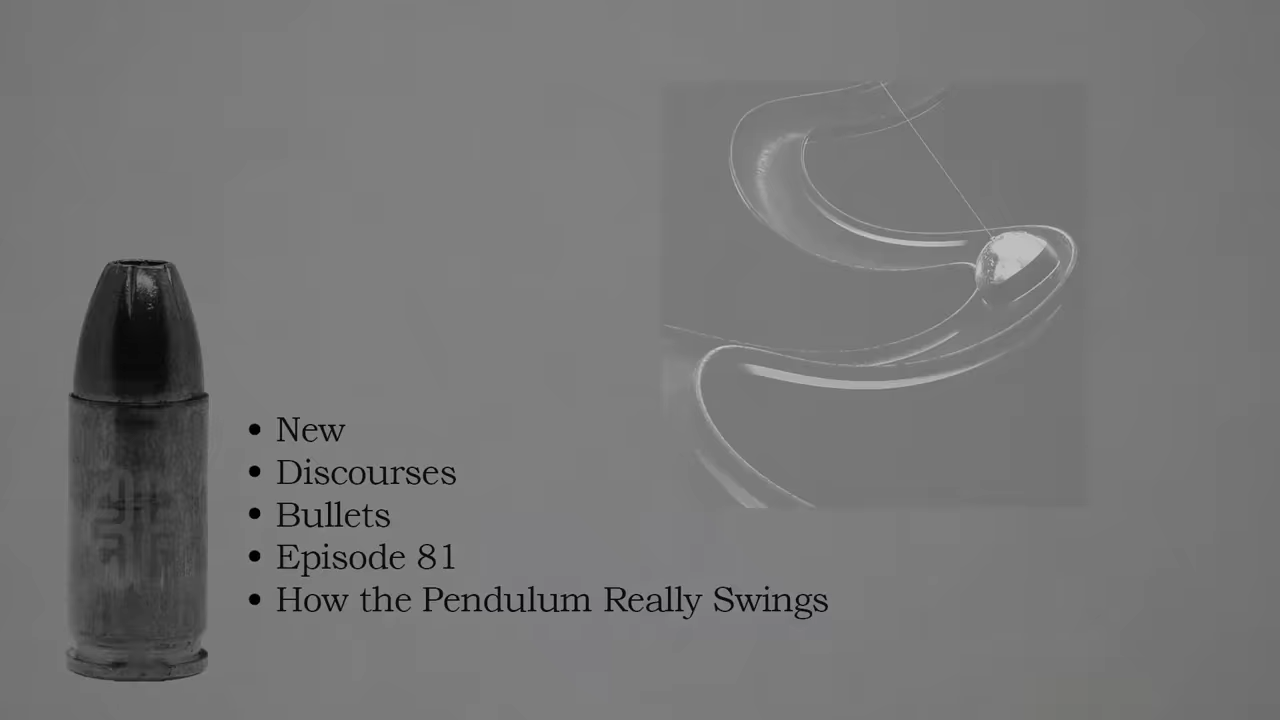 • New
• Discourses
• Bullets
• Episode 81
• How the Pendulum Really Swings